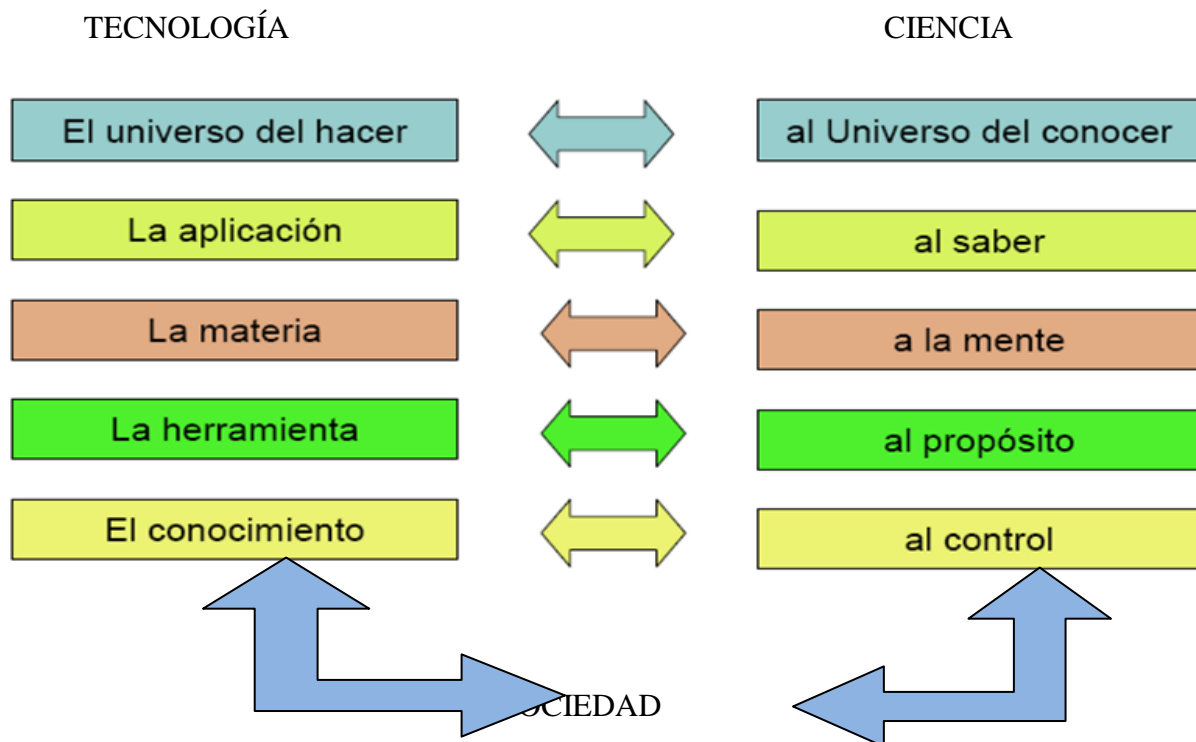 TECNOLOGÍA CIENCIA
El universo del hacer al Universo del conocer
La aplicación al saber
La materia a la mente
La herramienta al propósito
El conocimiento al control
OCIEDAD